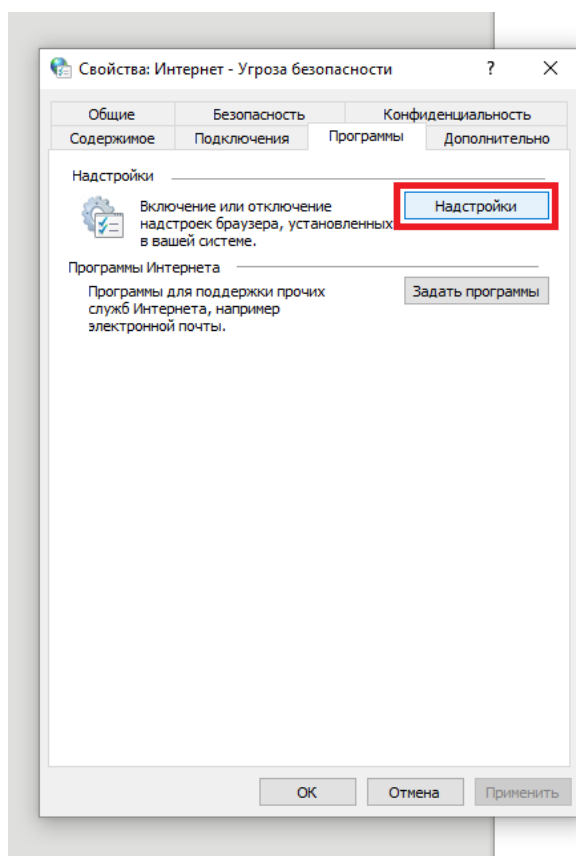 Свойства: Интернет - Угроза безопасности ? ×
Общие Безопасность Конфиденциальность
Содержимое Подключения Программы Дополнительно
Надстройки
Включение или отключение
надстроек браузера, установленных
в вашей системе.
Надстройки
Программы Интернета
Программы для поддержки прочих
служб Интернета, например
электронной почты.
Задать программы
ОК Отмена Применить